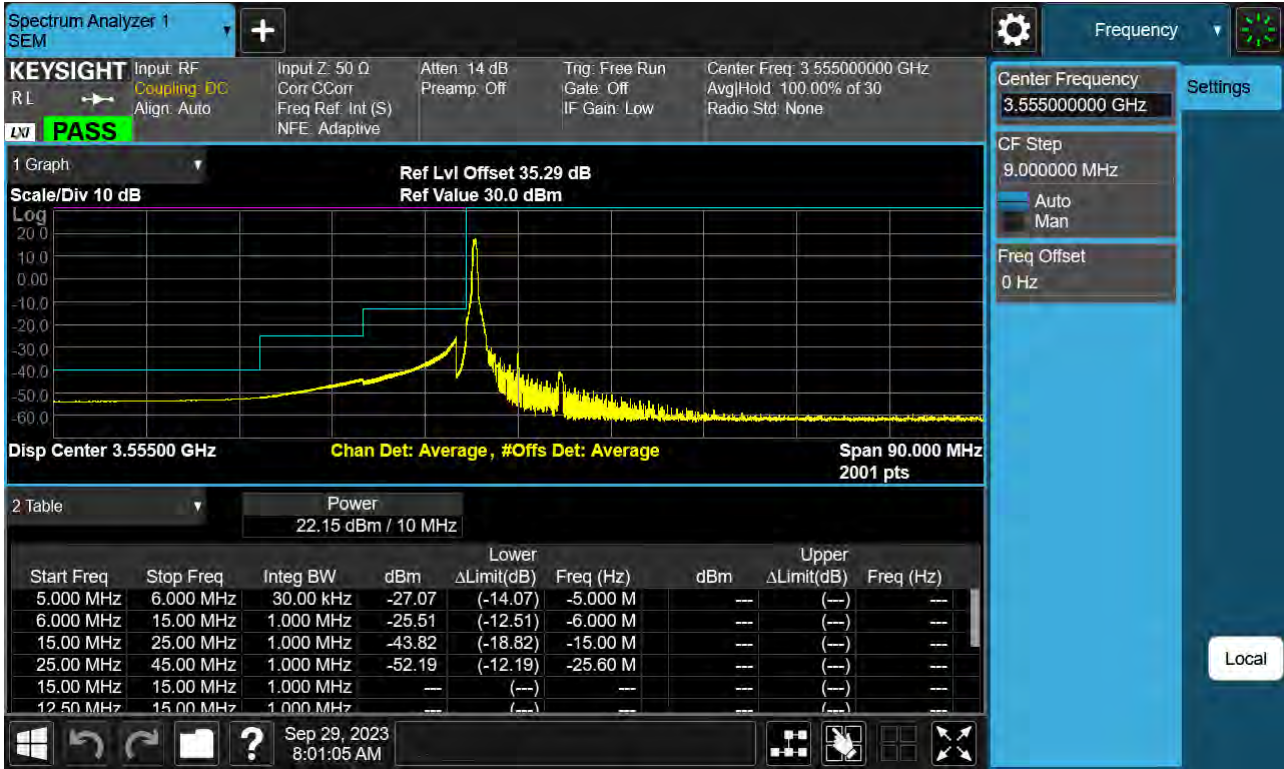 Spectrum Analyzer 1
SEM
Frequency
KEYSIGHT
R L
LXI
PASS
Input: RF
Coupling: DC
Align: Auto
Input Z: 50 Ω
Corr CCorr
Freq Ref: Int (S)
NFE: Adaptive
Atten: 14 dB
Preamp: Off
Trig: Free Run
Gate: Off
IF Gain: Low
Center Freq: 3.555000000 GHz
Avg|Hold: 100.00% of 30
Radio Std: None
Center Frequency
3.555000000 GHz
Settings
CF Step
9.000000 MHz
Auto
Man
Freq Offset
0 Hz
Local
1 Graph
Scale/Div 10 dB
Ref Lvl Offset 35.29 dB
Ref Value 30.0 dBm
Log
20.0
10.0
0.00
-10.0
-20.0
-30.0
-40.0
-50.0
-60.0
Disp Center 3.55500 GHz
Chan Det: Average , #Offs Det: Average
Span 90.000 MHz
2001 pts
2 Table
Power
22.15 dBm / 10 MHz
Lower Upper
Start Freq Stop Freq Integ BW dBm ΔLimit(dB) Freq (Hz) dBm ΔLimit(dB) Freq (Hz)
5.000 MHz 6.000 MHz 30.00 kHz -27.07 (-14.07) -5.000 M --- (---) ---
6.000 MHz 15.00 MHz 1.000 MHz -25.51 (-12.51) -6.000 M --- (---) ---
15.00 MHz 25.00 MHz 1.000 MHz -43.82 (-18.82) -15.00 M --- (---) ---
25.00 MHz 45.00 MHz 1.000 MHz -52.19 (-12.19) -25.60 M --- (---) ---
15.00 MHz 15.00 MHz 1.000 MHz --- (---) --- --- (---) ---
12.50 MHz 15.00 MHz 1.000 MHz --- (---) --- --- (---) ---
?
Sep 29, 2023
8:01:05 AM